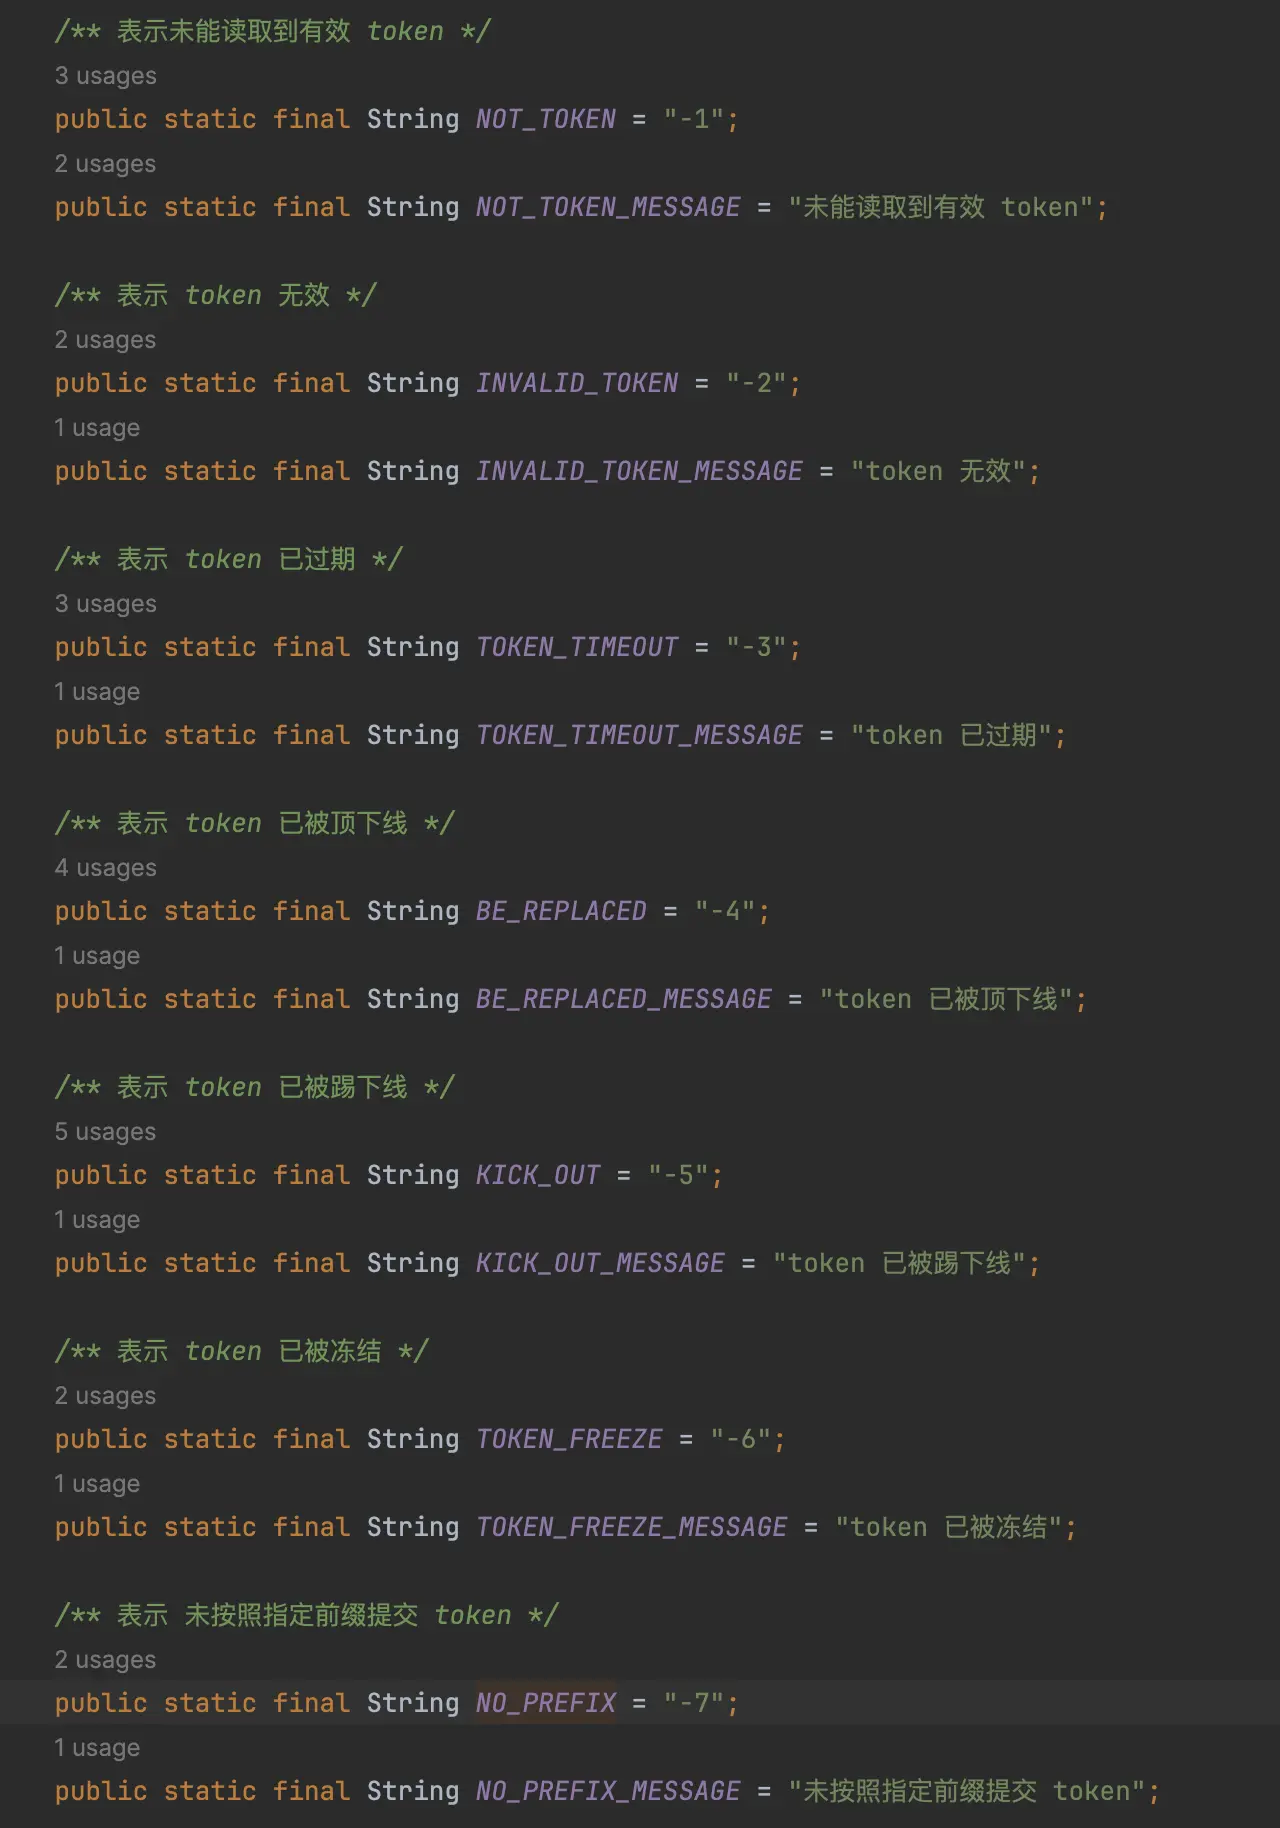 /** 表示未能读取到有效 token */
3 usages
public static final String NOT_TOKEN = "-1";
2 usages
public static final String NOT_TOKEN_MESSAGE = "未能读取到有效 token";
/** 表示 token 无效 */
2 usages
public static final String INVALID_TOKEN = "-2";
1 usage
public static final String INVALID_TOKEN_MESSAGE = "token 无效";
/** 表示 token 已过期 */
3 usages
public static final String TOKEN_TIMEOUT = "-3";
1 usage
public static final String TOKEN_TIMEOUT_MESSAGE = "token 已过期";
/** 表示 token 已被顶下线 */
4 usages
public static final String BE_REPLACED = "-4";
1 usage
public static final String BE_REPLACED_MESSAGE = "token 已被顶下线";
/** 表示 token 已被踢下线 */
5 usages
public static final String KICK_OUT = "-5";
1 usage
public static final String KICK_OUT_MESSAGE = "token 已被踢下线";
/** 表示 token 已被冻结 */
2 usages
public static final String TOKEN_FREEZE = "-6";
1 usage
public static final String TOKEN_FREEZE_MESSAGE = "token 已被冻结";
/** 表示 未按照指定前缀提交 token */
2 usages
public static final String NO_PREFIX = "-7";
1 usage
public static final String NO_PREFIX_MESSAGE = "未按照指定前缀提交 token";